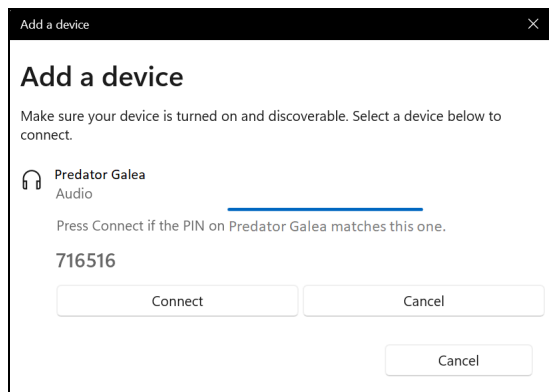 Add a device
Add a device
Make sure your device is turned on and discoverable. Select a device below to
connect.
Predator Galea
Audio
Press Connect if the PIN on Predator Galea matches this one.
716516
Connect
Cancel
Cancel